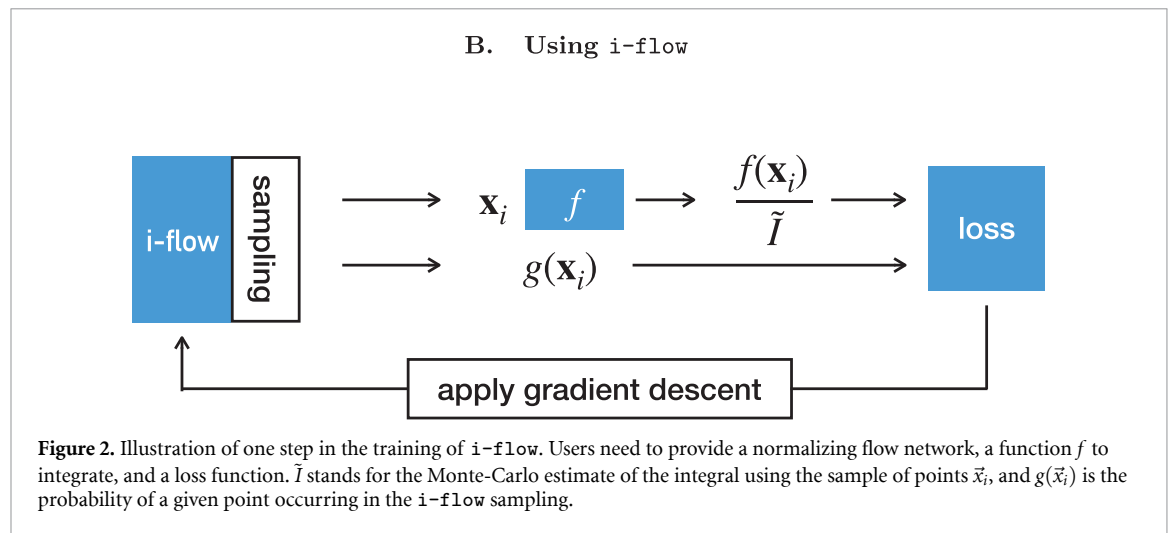 B. Using i-flow
i-flow
sampling
x_i
f
f(x_i)
Ĩ
loss
g(x_i)
apply gradient descent
Figure 2. Illustration of one step in the training of i-flow. Users need to provide a normalizing flow network, a function f to
integrate, and a loss function. Ĩ stands for the Monte-Carlo estimate of the integral using the sample of points x⃗_i, and g(x⃗_i) is the
probability of a given point occurring in the i-flow sampling.